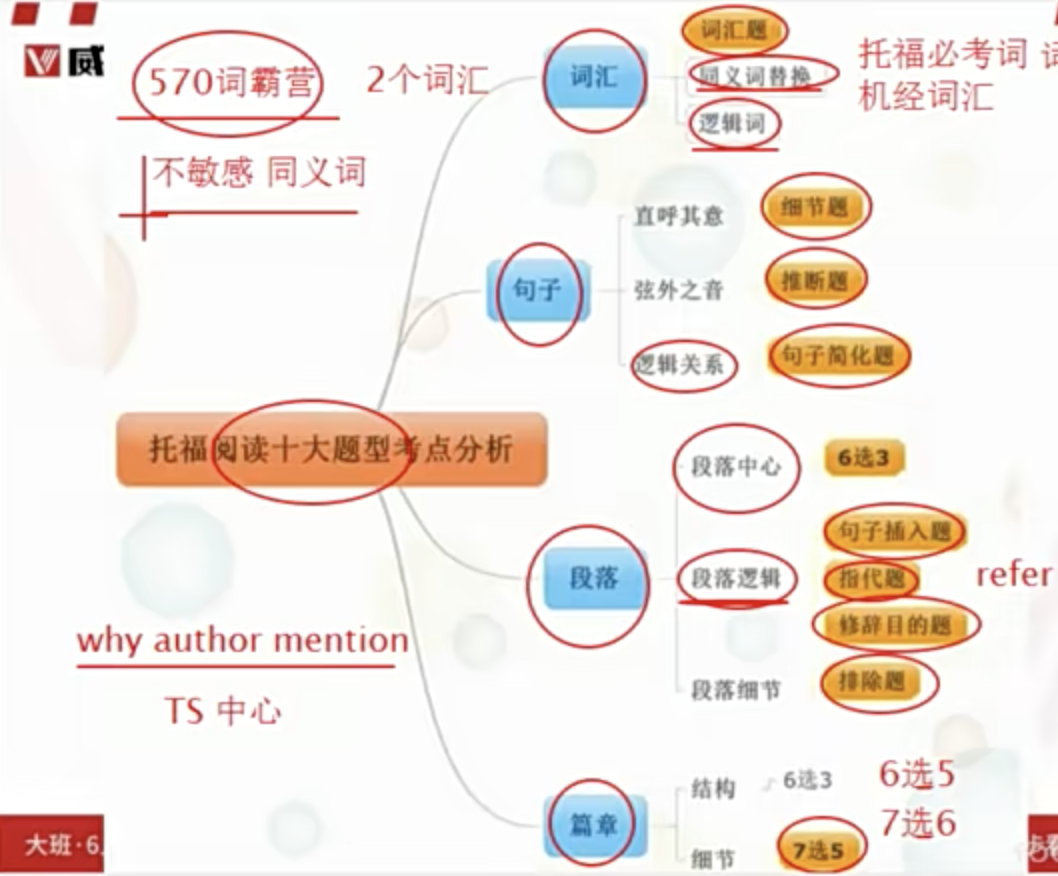 威
570词霸营
2个词汇
不敏感 同义词
词汇
词汇题
同义词替换
逻辑词
托福必考词
机经词汇
句子
直呼其意
细节题
弦外之音
推断题
逻辑关系
句子简化题
托福阅读十大题型考点分析
段落
段落中心
6选3
段落逻辑
句子插入题
指代题
修辞目的题
refer
段落细节
排除题
why author mention
TS 中心
篇章
结构
6选3
6选5
7选6
细节
7选5
大班·6.